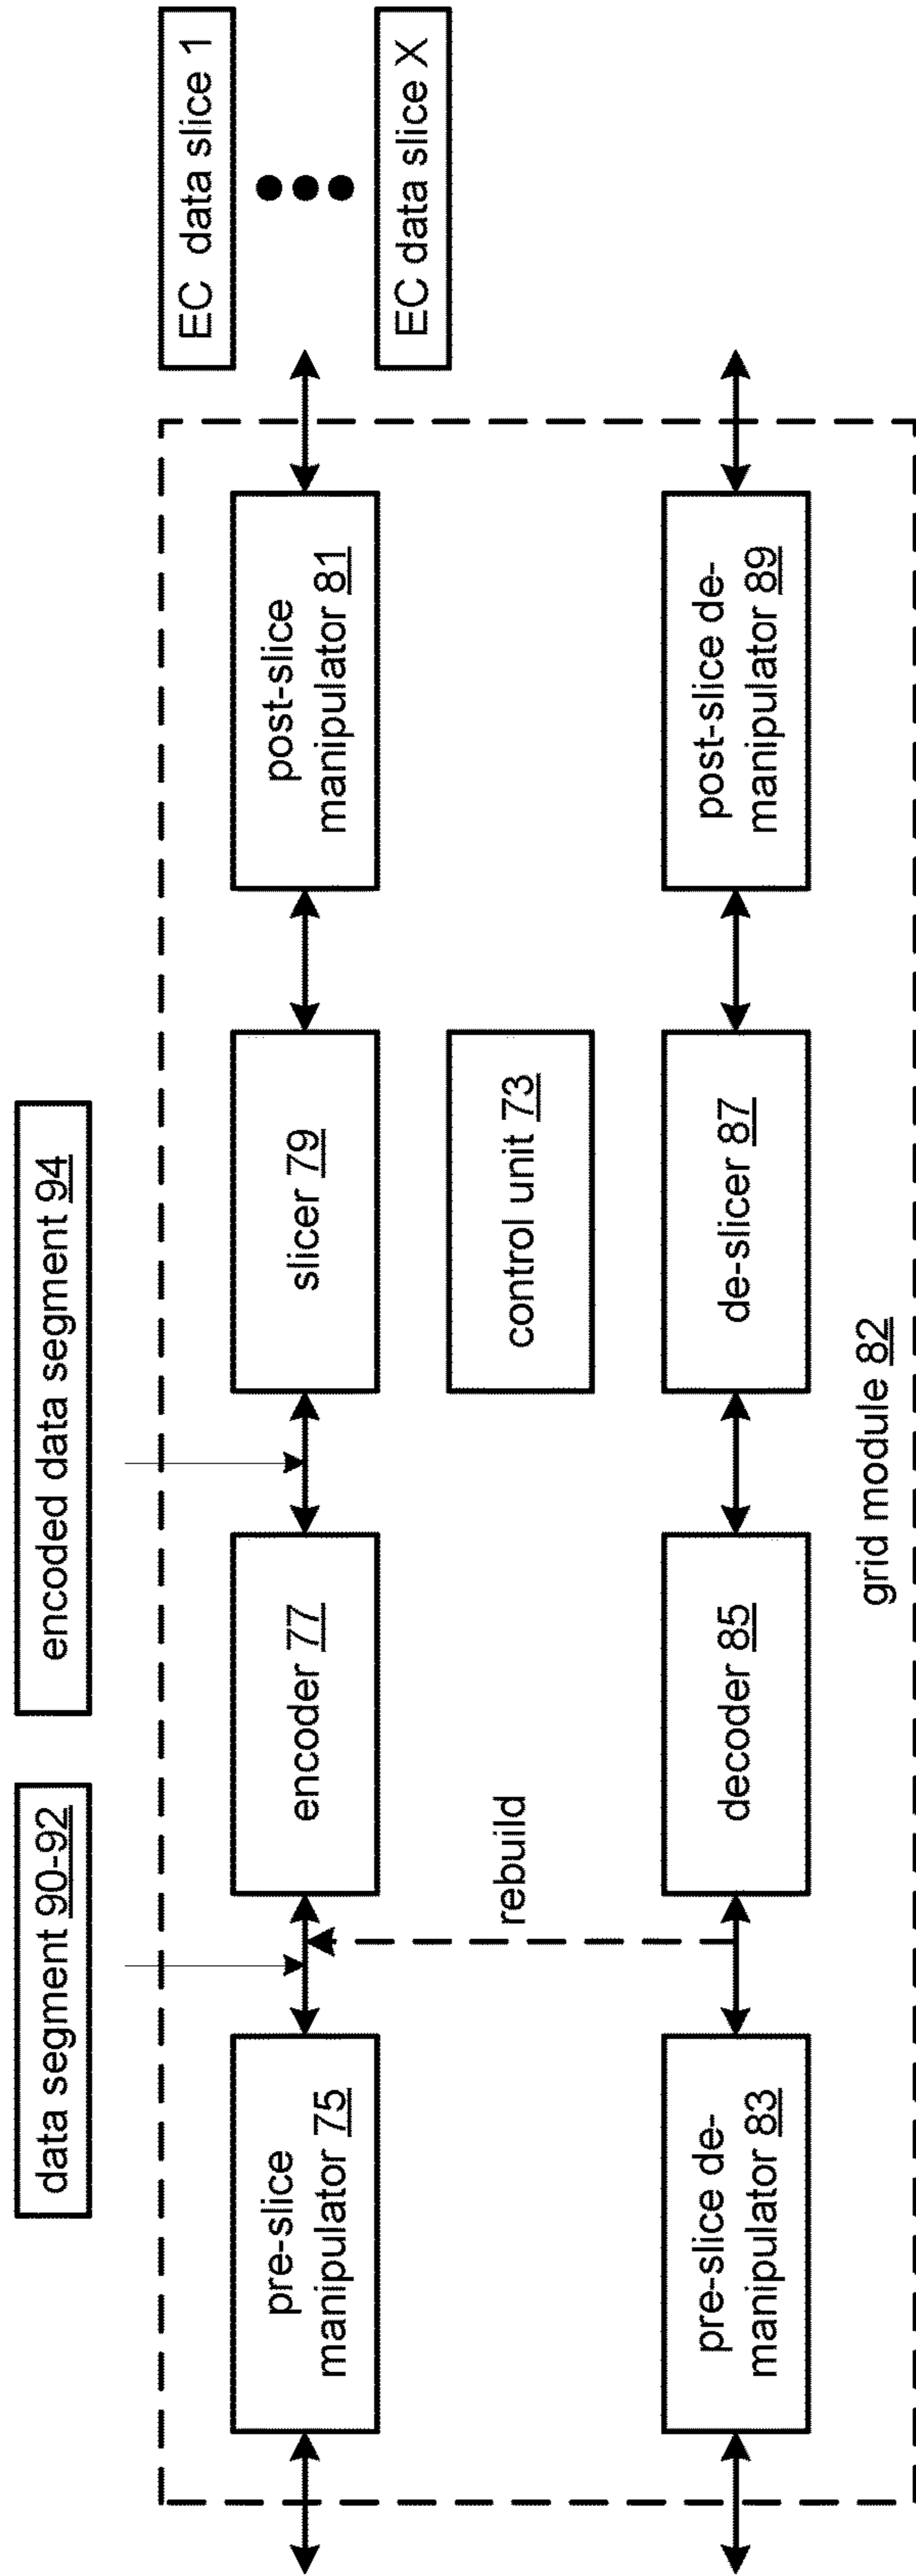 data segment 90-92
encoded data segment 94
EC data slice 1
EC data slice X
pre-slice
manipulator 75
encoder 77
slicer 79
post-slice
manipulator 81
rebuild
control unit 73
pre-slice de-
manipulator 83
decoder 85
de-slicer 87
post-slice de-
manipulator 89
grid module 82